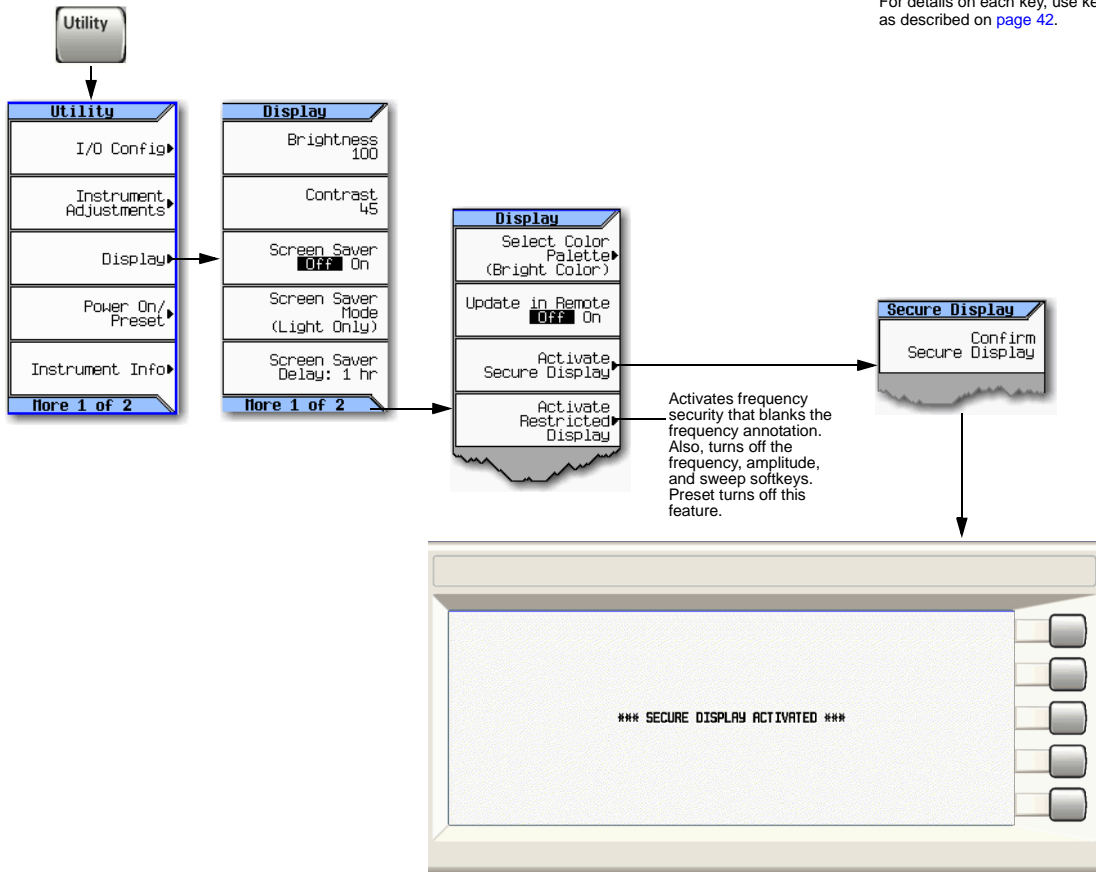 For details on each key, use ke
as described on page 42.
Utility
Utility
I/O Config
Instrument
Adjustments
Display
Power On/
Preset
Instrument Info
More 1 of 2
Display
Brightness
100
Contrast
45
Screen Saver
Off On
Screen Saver
Mode
(Light Only)
Screen Saver
Delay: 1 hr
More 1 of 2
Display
Select Color
Palette
(Bright Color)
Update in Remote
Off On
Activate
Secure Display
Activate
Restricted
Display
Activates frequency
security that blanks the
frequency annotation.
Also, turns off the
frequency, amplitude,
and sweep softkeys.
Preset turns off this
feature.
Secure Display
Confirm
Secure Display
*** SECURE DISPLAY ACTIVATED ***